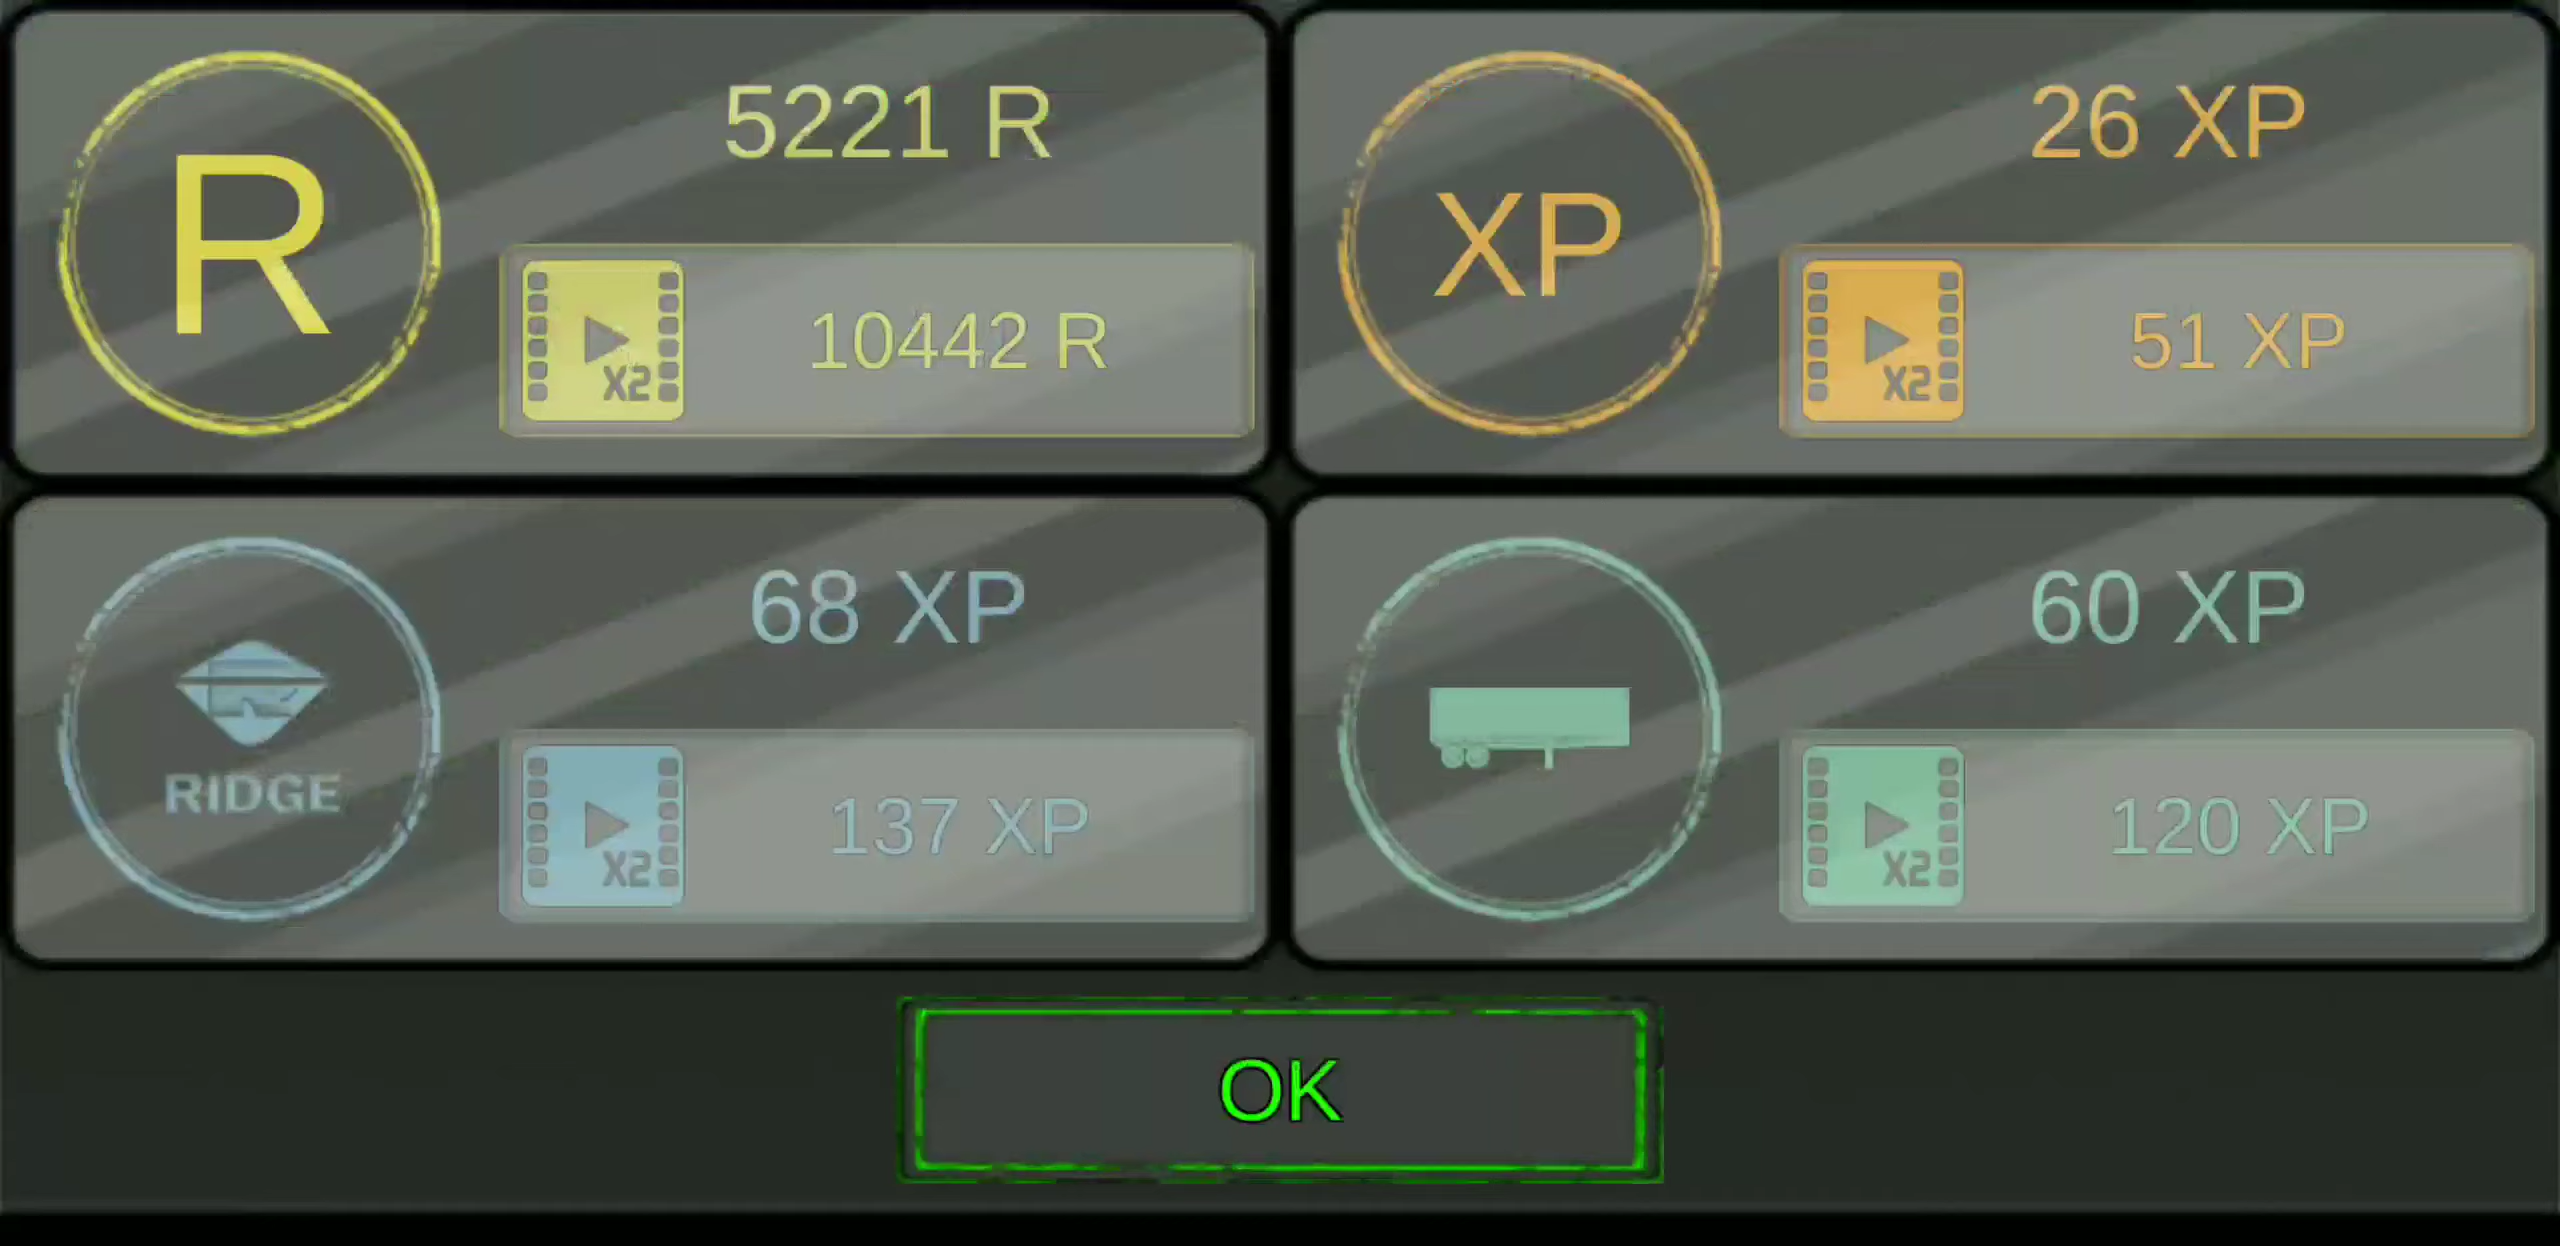 R
5221 R
X2
10442 R
XP
26 XP
X2
51 XP
RIDGE
68 XP
X2
137 XP
60 XP
X2
120 XP
OK